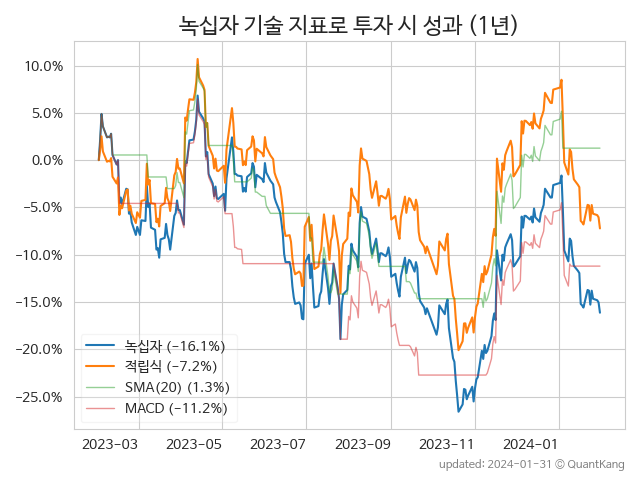 녹십자 기술 지표로 투자 시 성과 (1년)
10.0%
5.0%
0.0%
−5.0%
−10.0%
−15.0%
−20.0%
−25.0%
녹십자 (−16.1%)
적립식 (−7.2%)
SMA(20) (1.3%)
MACD (−11.2%)
2023-03 2023-05 2023-07 2023-09 2023-11 2024-01
updated: 2024-01-31 © QuantKang